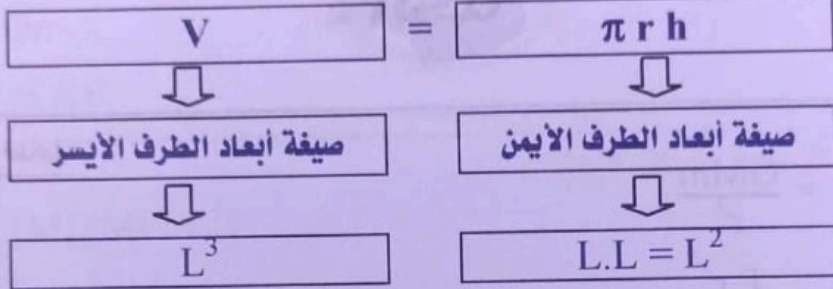 V = π r h
صيغة أبعاد الطرف الأيسر صيغة أبعاد الطرف الأيمن
L³ L.L = L²